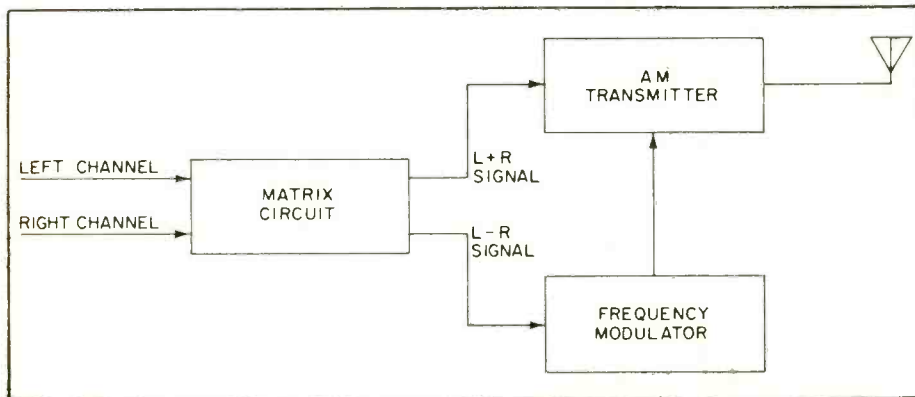 AM
TRANSMITTER
LEFT CHANNEL
RIGHT CHANNEL
MATRIX
CIRCUIT
L+R
SIGNAL
L-R
SIGNAL
FREQUENCY
MODULATOR